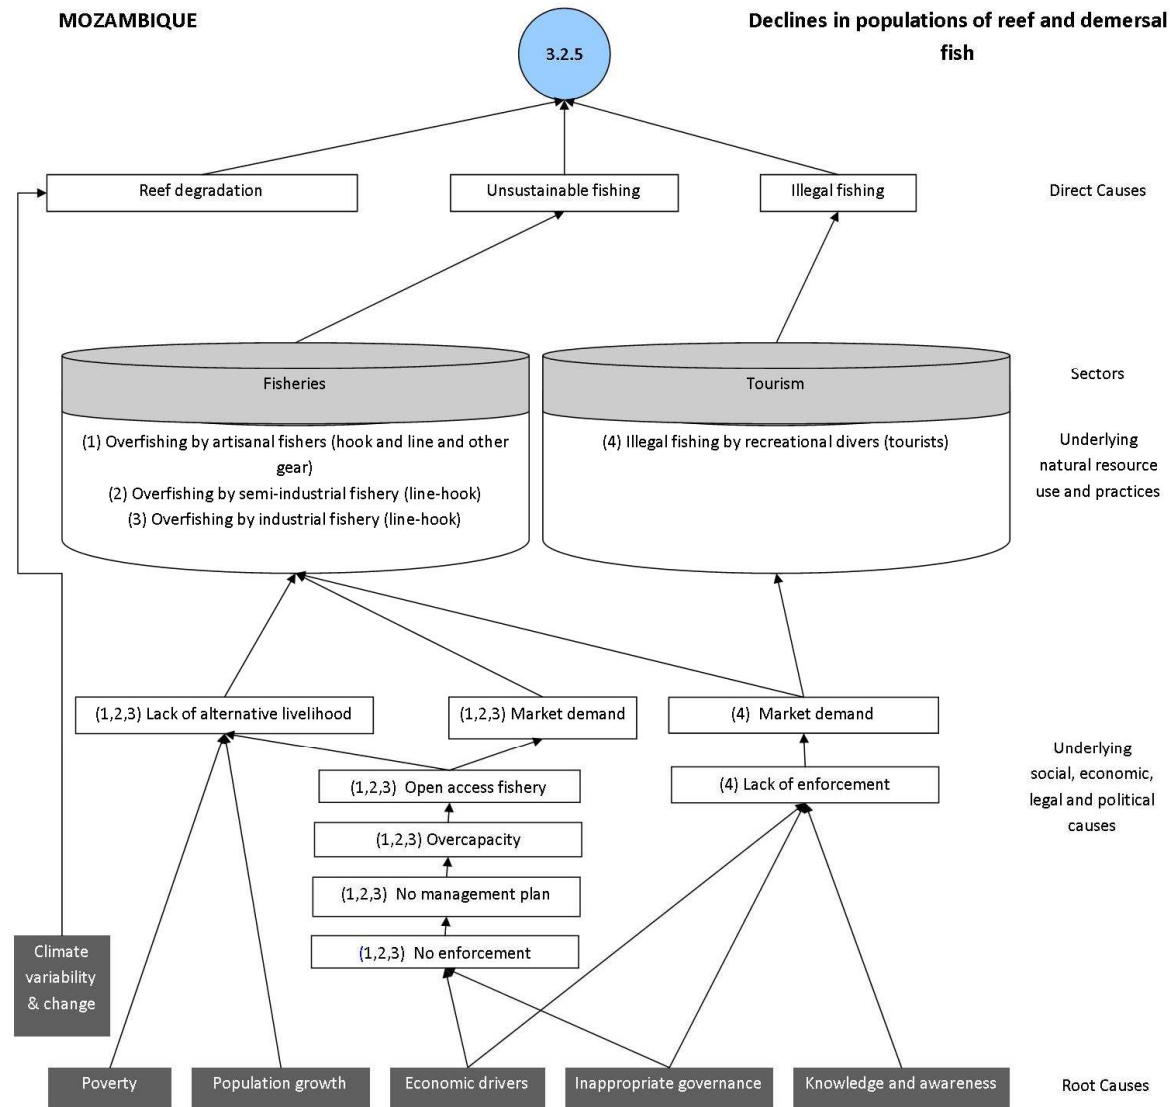 MOZAMBIQUE
Declines in populations of reef and demersal
fish
3.2.5
Reef degradation
Unsustainable fishing
Illegal fishing
Direct Causes
Fisheries
Tourism
Sectors
(1) Overfishing by artisanal fishers (hook and line and other
gear)
(2) Overfishing by semi-industrial fishery (line-hook)
(3) Overfishing by industrial fishery (line-hook)
(4) Illegal fishing by recreational divers (tourists)
Underlying
natural resource
use and practices
(1,2,3) Lack of alternative livelihood
(1,2,3) Market demand
(4) Market demand
(1,2,3) Open access fishery
(4) Lack of enforcement
(1,2,3) Overcapacity
(1,2,3) No management plan
(1,2,3) No enforcement
Underlying
social, economic,
legal and political
causes
Climate
variability
& change
Poverty
Population growth
Economic drivers
Inappropriate governance
Knowledge and awareness
Root Causes